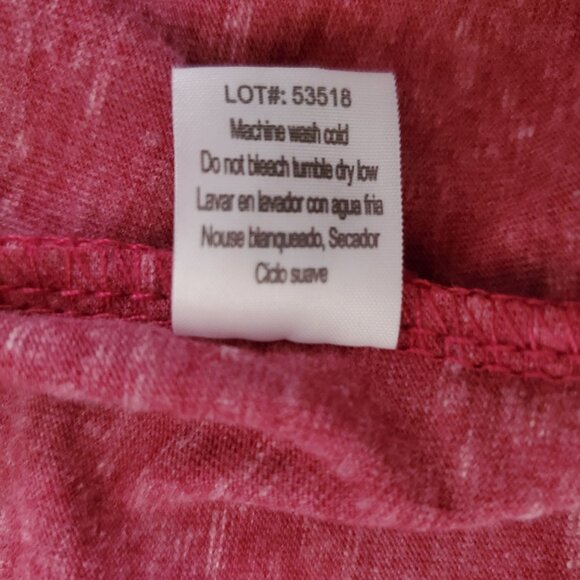 LOT#: 53518
Machine wash cold
Do not bleach tumble dry low
Lavar en lavador con agua fria
Nouse blanqueado, Secador
Ciclo suave